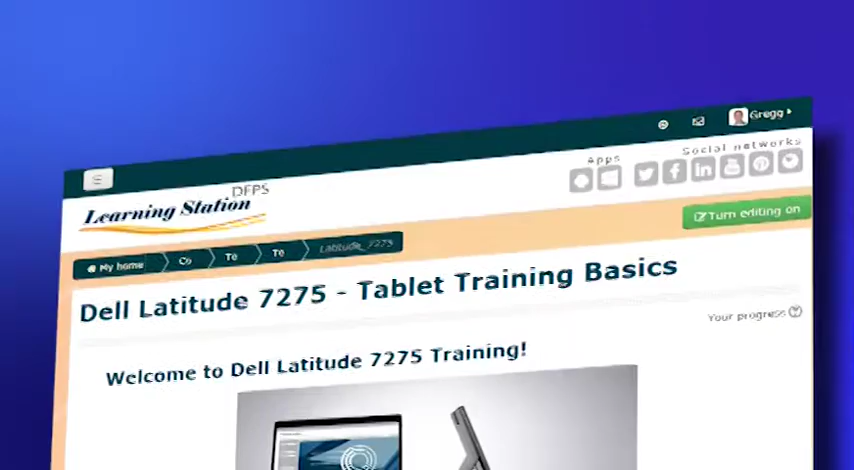 Gregg
Social networks
Apps
DFPS
Learning Station
Turn editing on
My home
Co
Te
Te
Latitude_7275
Dell Latitude 7275 - Tablet Training Basics
Your progress
Welcome to Dell Latitude 7275 Training!